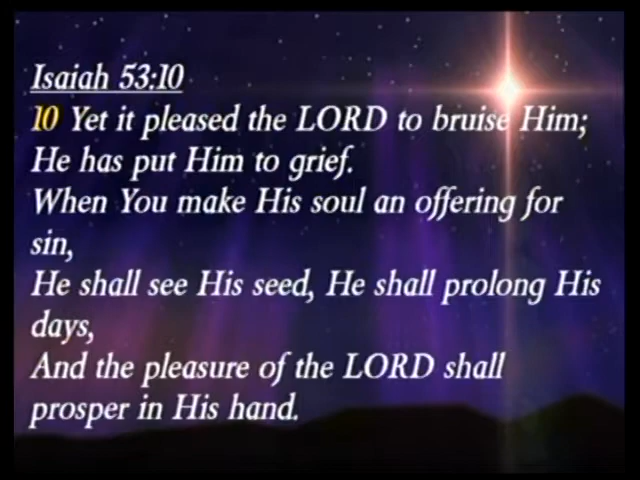 Isaiah 53:10
10 Yet it pleased the LORD to bruise Him;
He has put Him to grief.
When You make His soul an offering for
sin,
He shall see His seed, He shall prolong His
days,
And the pleasure of the LORD shall
prosper in His hand.